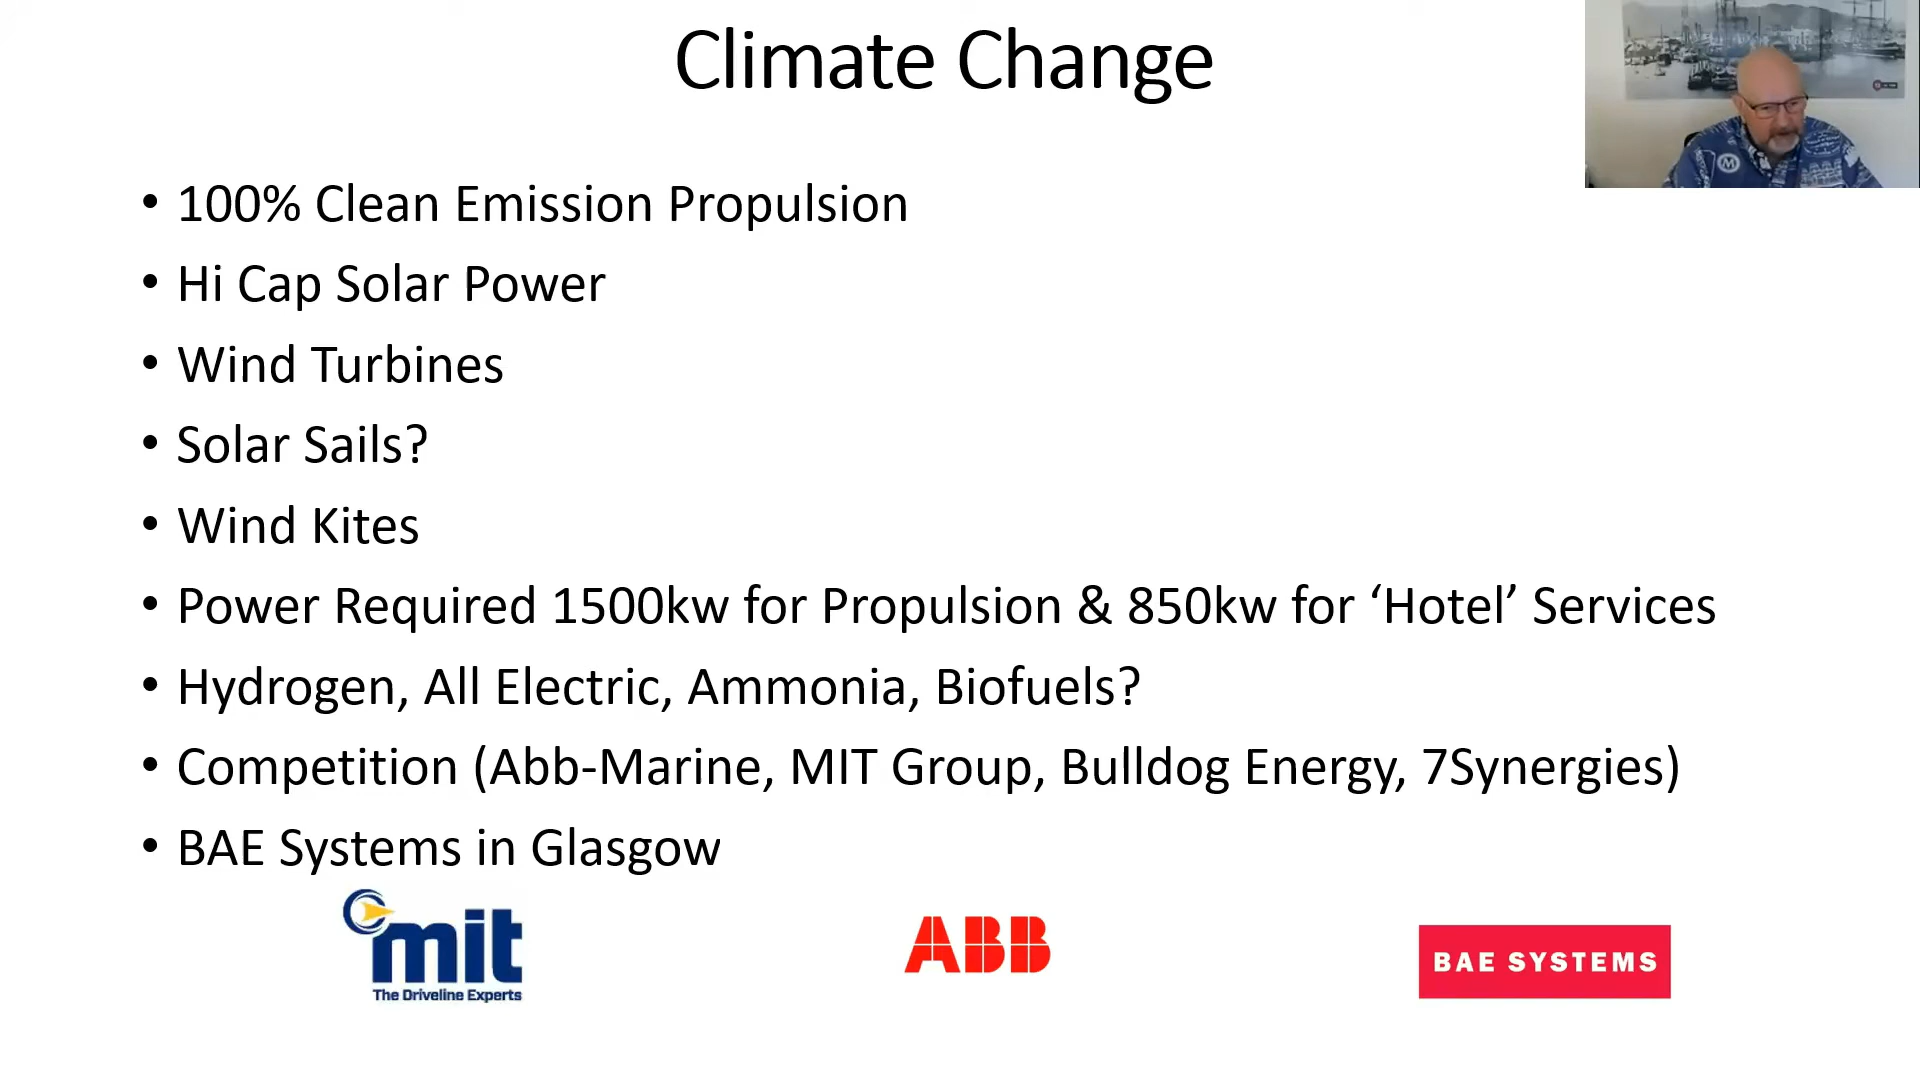 Climate Change
• 100% Clean Emission Propulsion
• Hi Cap Solar Power
• Wind Turbines
• Solar Sails?
• Wind Kites
• Power Required 1500kw for Propulsion & 850kw for ‘Hotel’ Services
• Hydrogen, All Electric, Ammonia, Biofuels?
• Competition (Abb-Marine, MIT Group, Bulldog Energy, 7Synergies)
• BAE Systems in Glasgow
mit
The Driveline Experts
ABB
BAE SYSTEMS
M